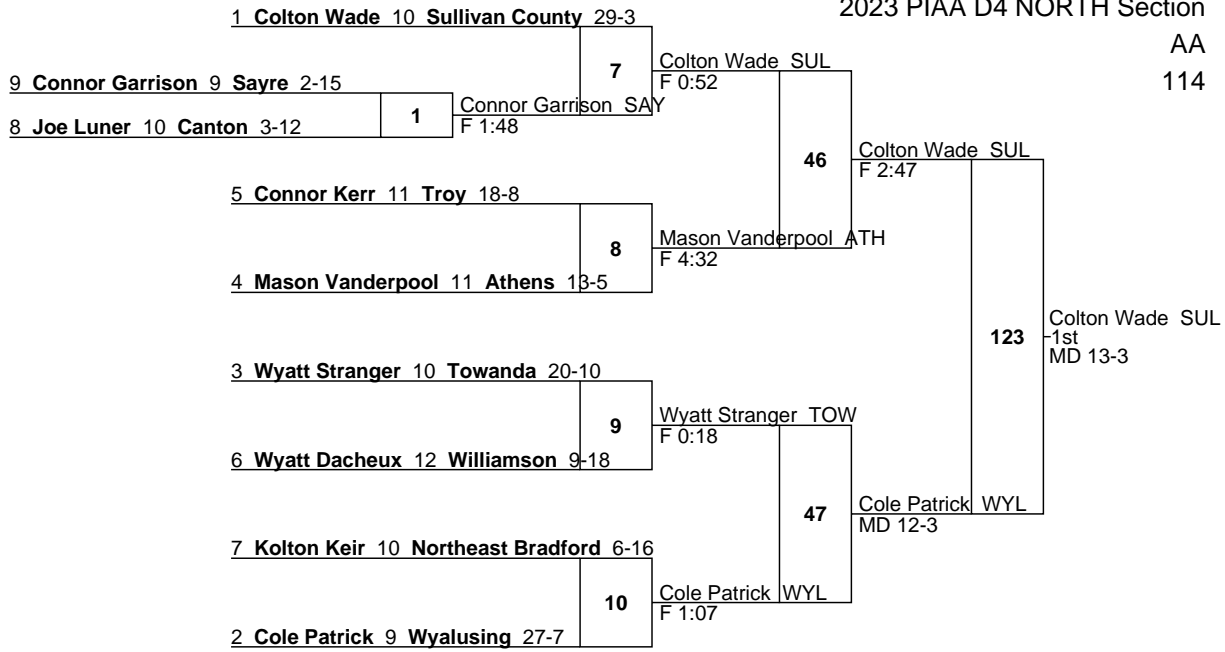 2023 PIAA D4 NORTH Section
AA
114
1 Colton Wade 10 Sullivan County 29-3
7
Colton Wade SUL
F 0:52
9 Connor Garrison 9 Sayre 2-15
1
Connor Garrison SAY
F 1:48
8 Joe Luner 10 Canton 3-12
46
Colton Wade SUL
F 2:47
5 Connor Kerr 11 Troy 18-8
8
Mason Vanderpool ATH
F 4:32
4 Mason Vanderpool 11 Athens 13-5
123
Colton Wade SUL
1st
MD 13-3
3 Wyatt Stranger 10 Towanda 20-10
9
Wyatt Stranger TOW
F 0:18
6 Wyatt Dacheux 12 Williamson 9-18
47
Cole Patrick WYL
MD 12-3
7 Kolton Keir 10 Northeast Bradford 6-16
10
Cole Patrick WYL
F 1:07
2 Cole Patrick 9 Wyalusing 27-7